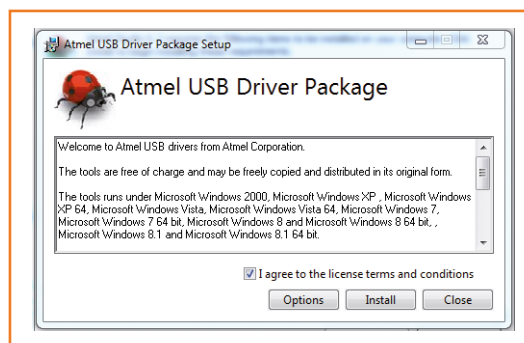 Atmel USB Driver Package Setup
Atmel USB Driver Package
Welcome to Atmel USB drivers from Atmel Corporation.
The tools are free of charge and may be freely copied and distributed in its original form.
The tools runs under Microsoft Windows 2000, Microsoft Windows XP , Microsoft Windows
XP 64, Microsoft Windows Vista, Microsoft Windows Vista 64, Microsoft Windows 7,
Microsoft Windows 7 64 bit, Microsoft Windows 8 and Microsoft Windows 8 64 bit, ,
Microsoft Windows 8.1 and Microsoft Windows 8.1 64 bit.
I agree to the license terms and conditions
Options Install Close